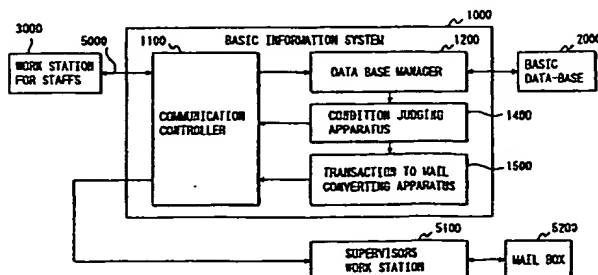 1000
3000
5000
1100
BASIC INFORMATION SYSTEM
1200
2000
WORK STATION
FOR STAFFS
DATA BASE MANAGER
BASIC
DATA-BASE
COMMUNICATION
CONTROLLER
CONDITION JUDGING
APPARATUS
1400
TRANSACTION TO MAIL
CONVERTING APPARATUS
1500
5100
5200
SUPERVISORS
WORK STATION
MAIL BOX